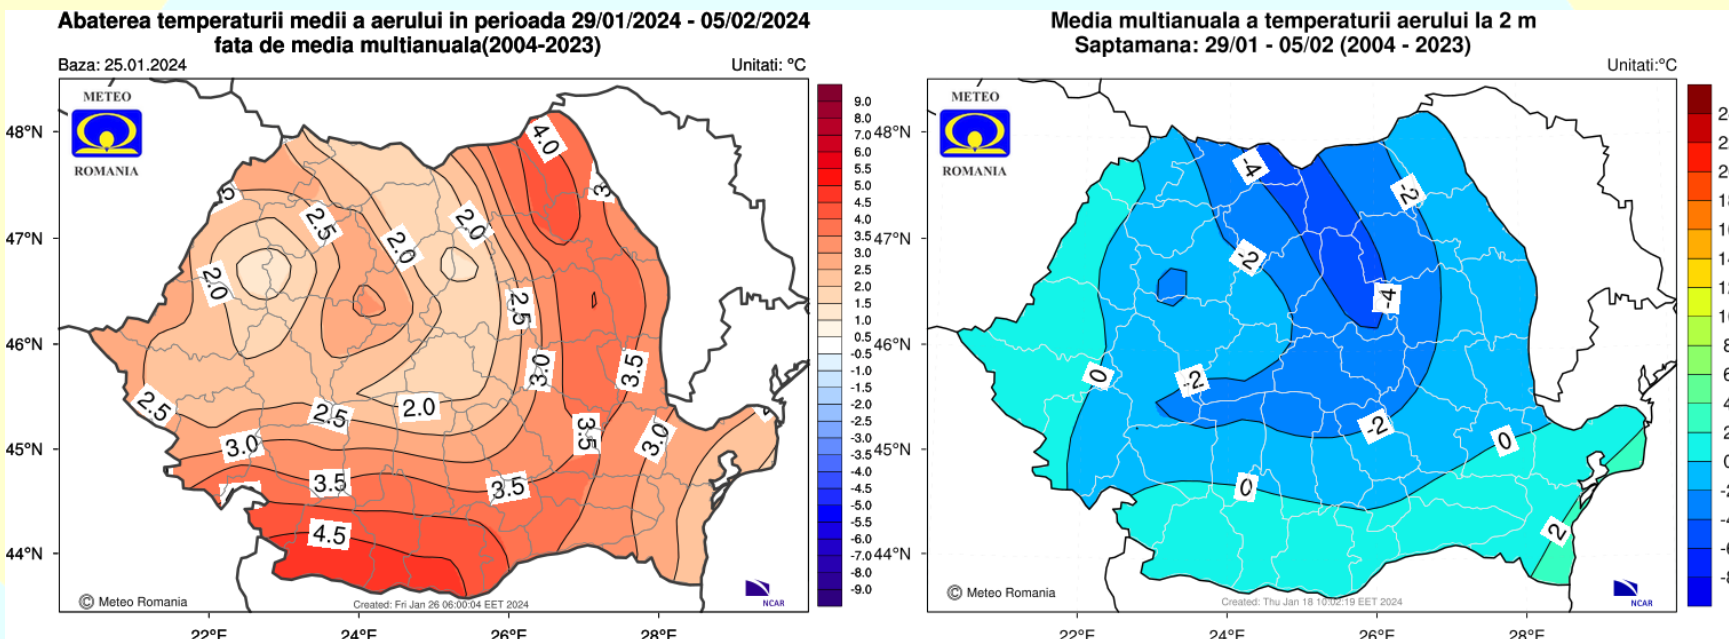 Abaterea temperaturii medii a aerului in perioada 29/01/2024 - 05/02/2024
fata de media multianuala(2004-2023)
Baza: 25.01.2024
Unitati: °C
METEO
ROMANIA
48°N
47°N
46°N
45°N
44°N
22°E
24°E
26°E
28°E
4.0
3
5
2.5
2.0
2.0
2.0
2.5
3.0
3.5
2.5
2.5
2.0
3.0
3.5
3.0
3.5
3.5
4.5
9.0
8.0
7.0
6.0
5.5
5.0
4.5
4.0
3.5
3.0
2.5
2.0
1.5
1.0
0.5
-0.5
-1.0
-1.5
-2.0
-2.5
-3.0
-3.5
-4.0
-4.5
-5.0
-5.5
-6.0
-7.0
-8.0
-9.0
© Meteo Romania
Created: Fri Jan 26 06:00:04 EET 2024
NCAR
Media multianuala a temperaturii aerului la 2 m
Saptamana: 29/01 - 05/02 (2004 - 2023)
Unitati:°C
METEO
ROMANIA
48°N
47°N
46°N
45°N
44°N
22°E
24°E
26°E
28°E
-4
-2
-2
-4
0
-2
-2
0
0
2
© Meteo Romania
Created: Thu Jan 18 10:02:19 EET 2024
NCAR